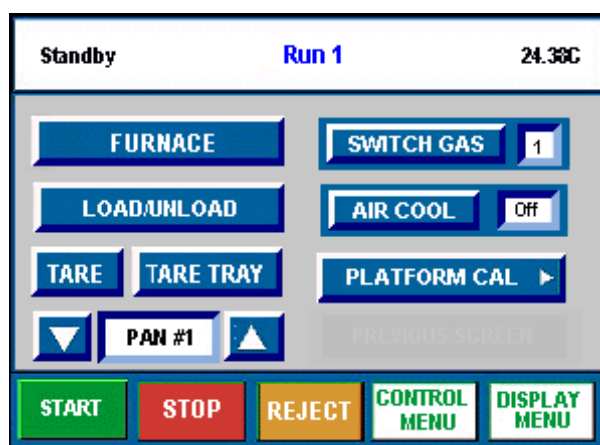 Standby Run 1 24.38C
FURNACE SWITCH GAS 1
LOAD/UNLOAD AIR COOL Off
TARE TARE TRAY PLATFORM CAL
PAN #1 PREVIOUS SCREEN
START STOP REJECT CONTROL MENU DISPLAY MENU